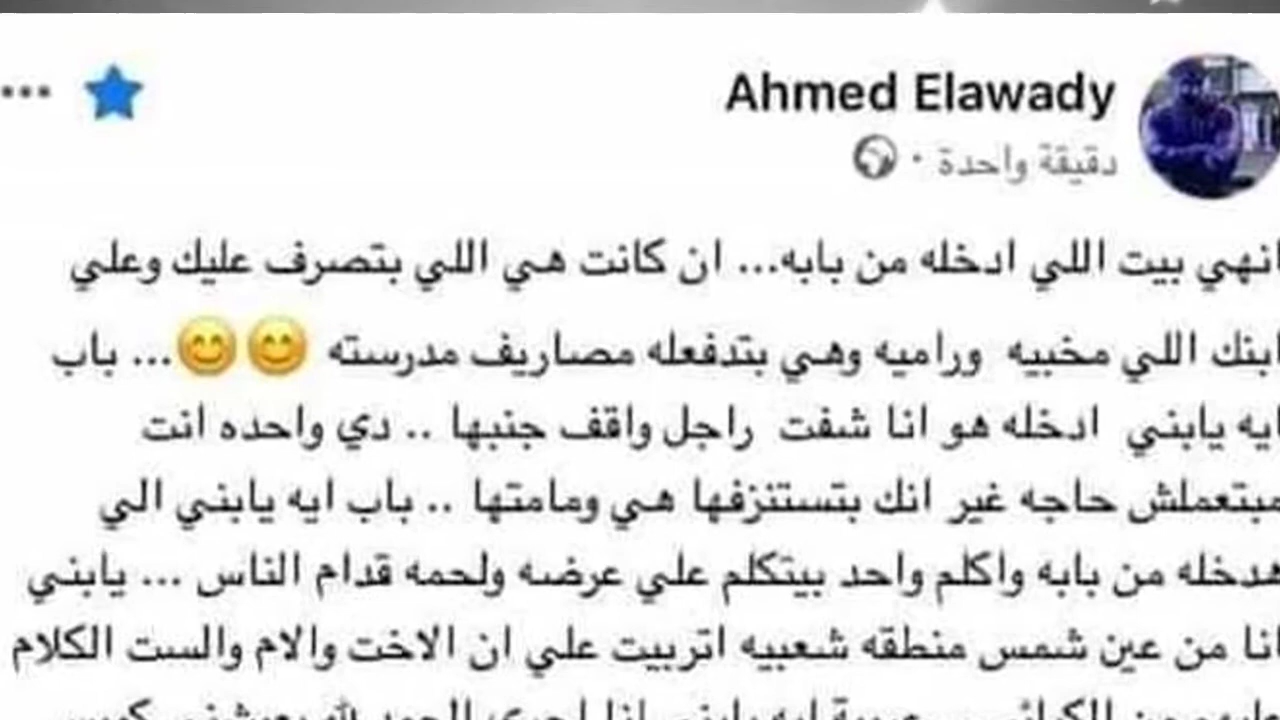 Ahmed Elawady
دقيقة واحدة ·
انهي بيت اللي ادخله من بابه... ان كانت هي اللي بتصرف عليك وعلي
ابنك اللي مخبيه وراميه وهي بتدفعله مصاريف مدرسته 😊😊... باب
ايه يابني ادخله هو انا شفت راجل واقف جنبها .. دي واحده انت
مبتعملش حاجه غير انك بتستنزفها هي ومامتها .. باب ايه يابني الي
هدخله من بابه واكلم واحد بيتكلم علي عرضه ولحمه قدام الناس ... يابني
انا من عين شمس منطقه شعبيه اتربيت علي ان الاخت والام والست الكلام